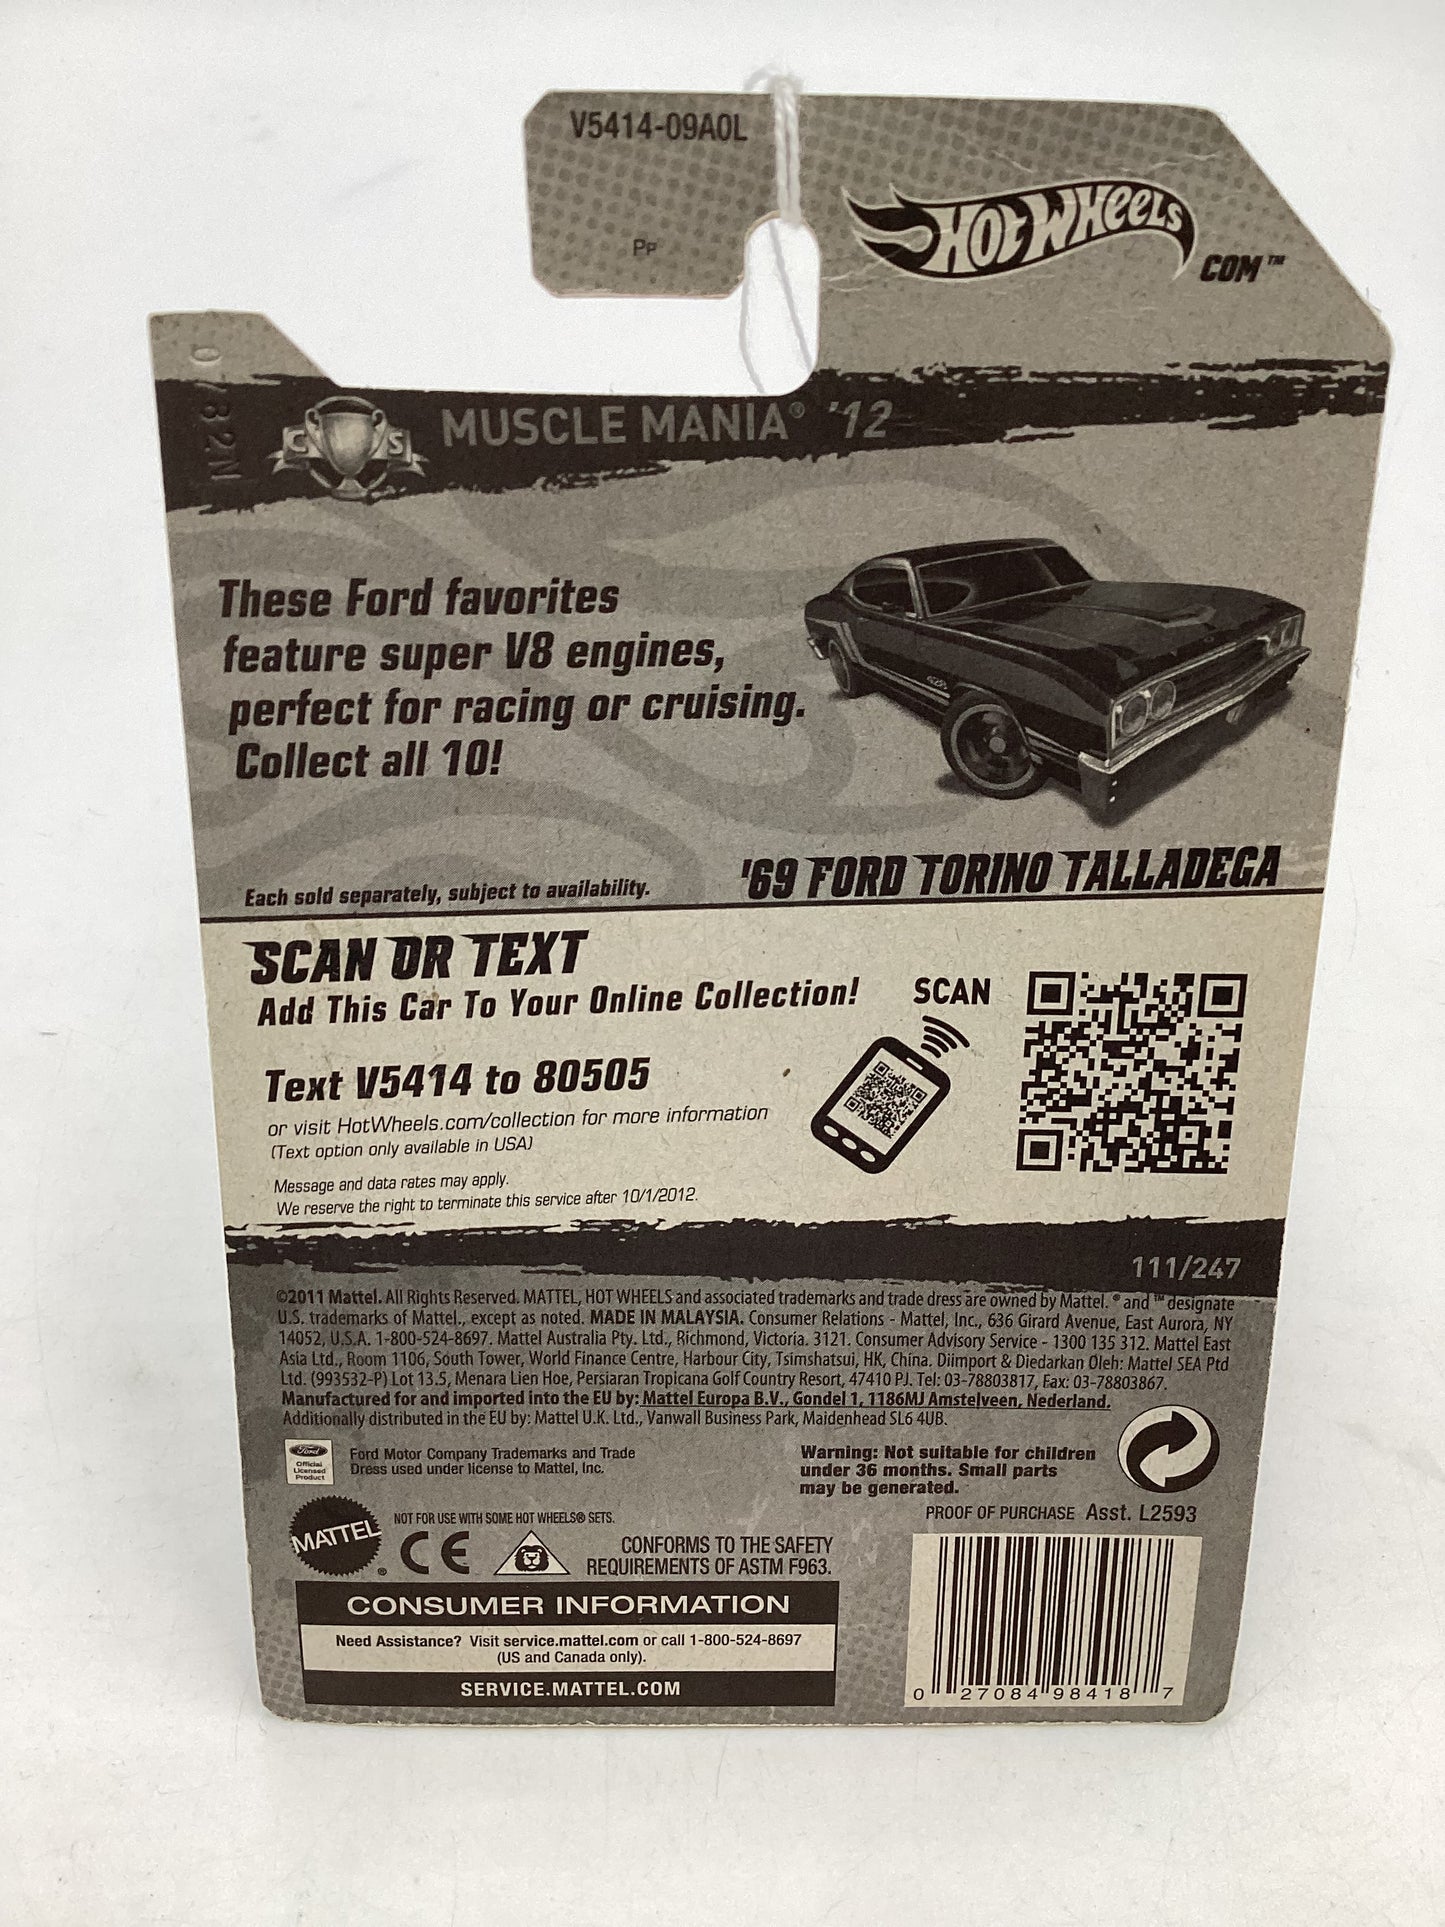 V5414-09A0L
PP
HOT WHEELS
.COM™
C S
MUSCLE MANIA® '12
These Ford favorites
feature super V8 engines,
perfect for racing or cruising.
Collect all 10!
Each sold separately, subject to availability.
'69 FORD TORINO TALLADEGA
SCAN OR TEXT
Add This Car To Your Online Collection!
SCAN
Text V5414 to 80505
or visit HotWheels.com/collection for more information
(Text option only available in USA)
Message and data rates may apply.
We reserve the right to terminate this service after 10/1/2012.
111/247
©2011 Mattel. All Rights Reserved. MATTEL, HOT WHEELS and associated trademarks and trade dress are owned by Mattel. ® and ™ designate
U.S. trademarks of Mattel., except as noted. MADE IN MALAYSIA. Consumer Relations - Mattel, Inc., 636 Girard Avenue, East Aurora, NY
14052, U.S.A. 1-800-524-8697. Mattel Australia Pty. Ltd., Richmond, Victoria. 3121. Consumer Advisory Service - 1300 135 312. Mattel East
Asia Ltd., Room 1106, South Tower, World Finance Centre, Harbour City, Tsimshatsui, HK, China. Diimport & Diedarkan Oleh: Mattel SEA Ptd
Ltd. (993532-P) Lot 13.5, Menara Lien Hoe, Persiaran Tropicana Golf Country Resort, 47410 PJ. Tel: 03-78803817, Fax: 03-78803867.
Manufactured for and imported into the EU by: Mattel Europa B.V., Gondel 1, 1186MJ Amstelveen, Nederland.
Additionally distributed in the EU by: Mattel U.K. Ltd., Vanwall Business Park, Maidenhead SL6 4UB.
Ford
Official
Licensed
Product
Ford Motor Company Trademarks and Trade
Dress used under license to Mattel, Inc.
Warning: Not suitable for children
under 36 months. Small parts
may be generated.
PROOF OF PURCHASE Asst. L2593
MATTEL®
NOT FOR USE WITH SOME HOT WHEELS® SETS.
CE
CONFORMS TO THE SAFETY
REQUIREMENTS OF ASTM F963.
CONSUMER INFORMATION
Need Assistance? Visit service.mattel.com or call 1-800-524-8697
(US and Canada only).
SERVICE.MATTEL.COM
0 27084 98418 7